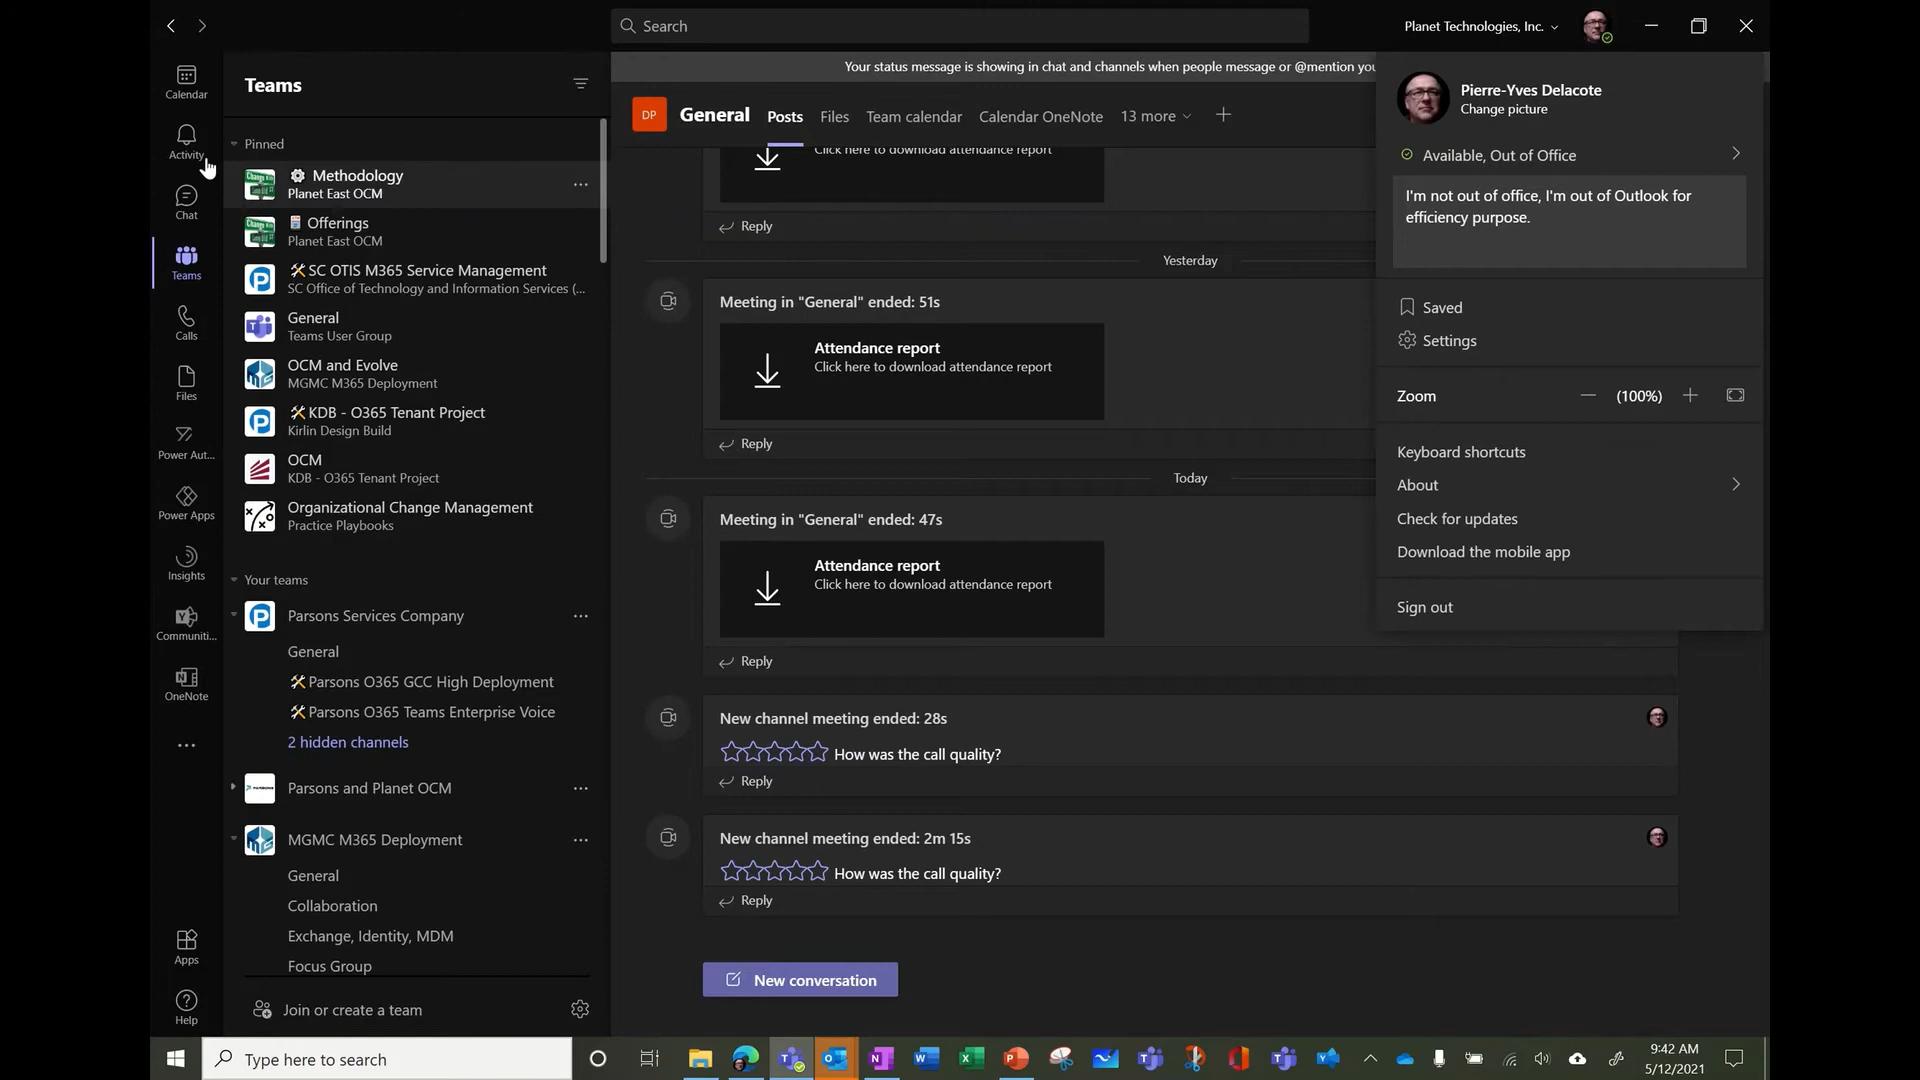 Search
Planet Technologies, Inc.
Calendar
Activity
Chat
Teams
Calls
Files
Power Aut...
Power Apps
Insights
Communiti...
OneNote
Apps
Help
Teams
Pinned
Methodology
Planet East OCM
Offerings
Planet East OCM
SC OTIS M365 Service Management
SC Office of Technology and Information Services (...
General
Teams User Group
OCM and Evolve
MGMC M365 Deployment
KDB - O365 Tenant Project
Kirlin Design Build
OCM
KDB - O365 Tenant Project
Organizational Change Management
Practice Playbooks
Your teams
Parsons Services Company
General
Parsons O365 GCC High Deployment
Parsons O365 Teams Enterprise Voice
2 hidden channels
Parsons and Planet OCM
MGMC M365 Deployment
General
Collaboration
Exchange, Identity, MDM
Focus Group
Join or create a team
Your status message is showing in chat and channels when people message or @mention you
DP
General
Posts
Files
Team calendar
Calendar OneNote
13 more
Click here to download attendance report
Reply
Yesterday
Meeting in "General" ended: 51s
Attendance report
Click here to download attendance report
Reply
Today
Meeting in "General" ended: 47s
Attendance report
Click here to download attendance report
Reply
New channel meeting ended: 28s
How was the call quality?
Reply
New channel meeting ended: 2m 15s
How was the call quality?
Reply
New conversation
Pierre-Yves Delacote
Change picture
Available, Out of Office
I'm not out of office, I'm out of Outlook for
efficiency purpose.
Saved
Settings
Zoom
(100%)
Keyboard shortcuts
About
Check for updates
Download the mobile app
Sign out
Type here to search
9:42 AM
5/12/2021